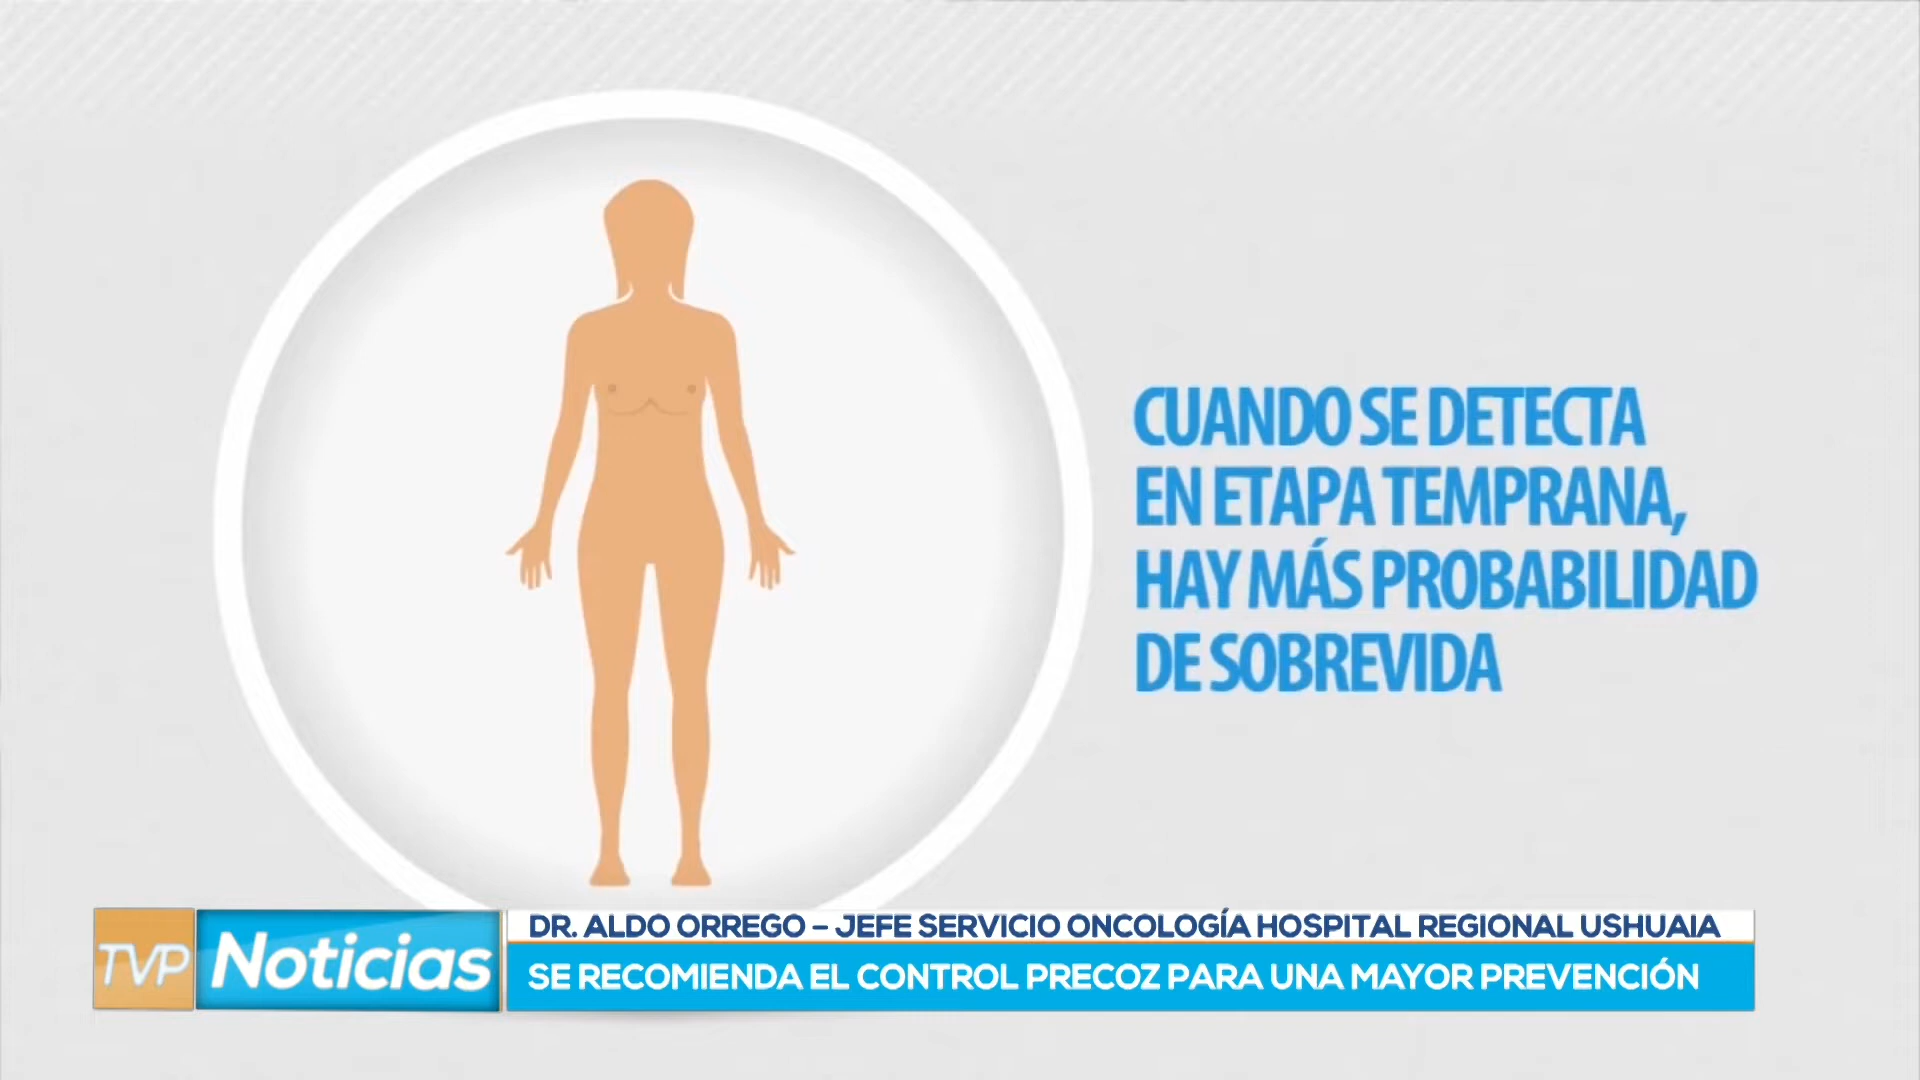 CUANDO SE DETECTA
EN ETAPA TEMPRANA,
HAY MÁS PROBABILIDAD
DE SOBREVIDA
DR. ALDO ORREGO – JEFE SERVICIO ONCOLOGÍA HOSPITAL REGIONAL USHUAIA
TVP Noticias
SE RECOMIENDA EL CONTROL PRECOZ PARA UNA MAYOR PREVENCIÓN